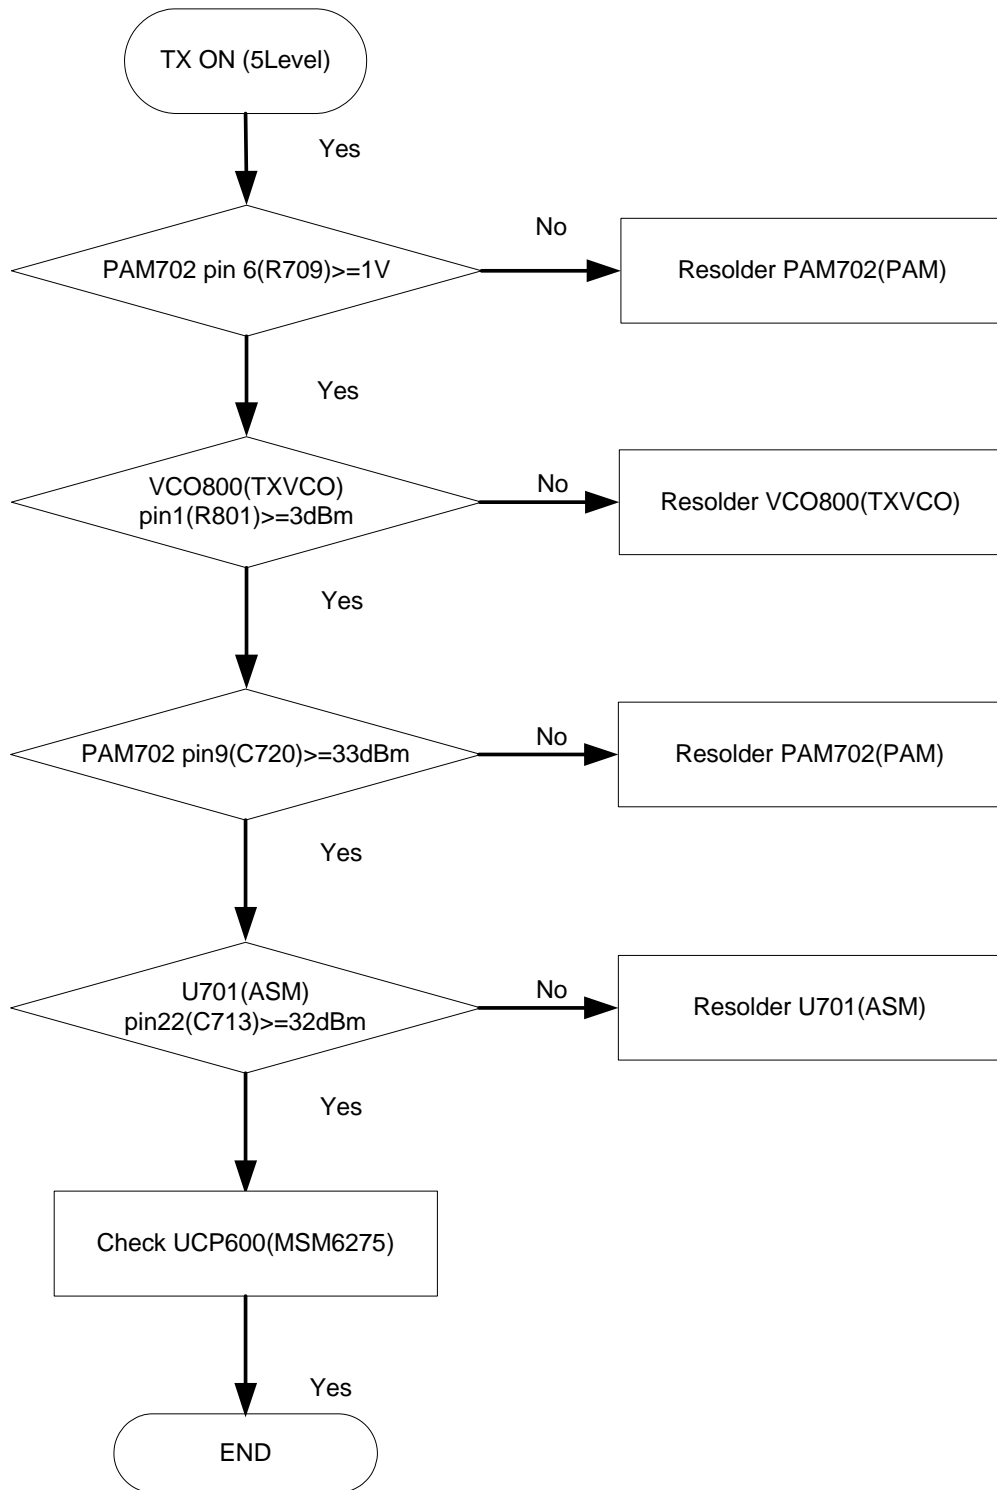 TX ON (5Level)
Yes
PAM702 pin 6(R709)>=1V
No
Resolder PAM702(PAM)
Yes
VCO800(TXVCO)
pin1(R801)>=3dBm
No
Resolder VCO800(TXVCO)
Yes
PAM702 pin9(C720)>=33dBm
No
Resolder PAM702(PAM)
Yes
U701(ASM)
pin22(C713)>=32dBm
No
Resolder U701(ASM)
Yes
Check UCP600(MSM6275)
Yes
END